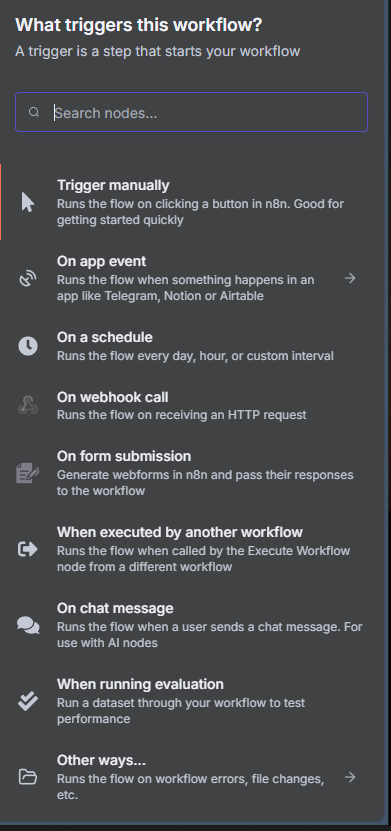 What triggers this workflow?
A trigger is a step that starts your workflow
Search nodes...
Trigger manually
Runs the flow on clicking a button in n8n. Good for
getting started quickly
On app event
Runs the flow when something happens in an
app like Telegram, Notion or Airtable
On a schedule
Runs the flow every day, hour, or custom interval
On webhook call
Runs the flow on receiving an HTTP request
On form submission
Generate webforms in n8n and pass their responses
to the workflow
When executed by another workflow
Runs the flow when called by the Execute Workflow
node from a different workflow
On chat message
Runs the flow when a user sends a chat message. For
use with AI nodes
When running evaluation
Run a dataset through your workflow to test
performance
Other ways...
Runs the flow on workflow errors, file changes,
etc.